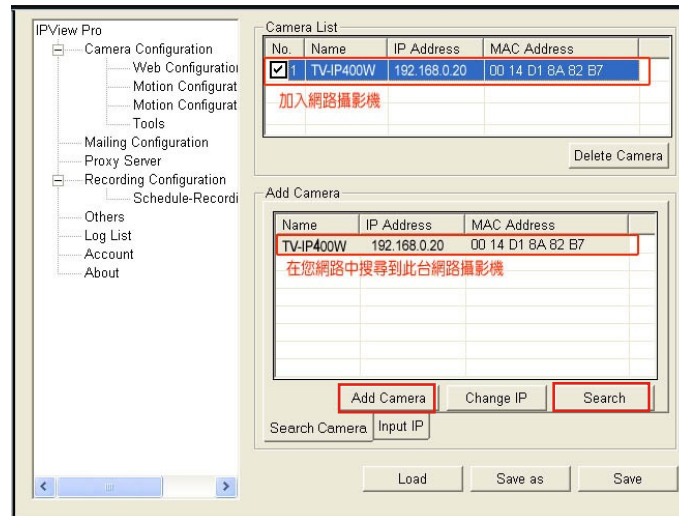 IPView Pro
Camera Configuration
Web Configuratio
Motion Configurat
Motion Configurat
Tools
Mailing Configuration
Proxy Server
Recording Configuration
Schedule-Recordi
Others
Log List
Account
About
Camera List
No. Name IP Address MAC Address
1 TV-IP400W 192.168.0.20 00 14 D1 8A 82 B7
加入網路攝影機
Delete Camera
Add Camera
Name IP Address MAC Address
TV-IP400W 192.168.0.20 00 14 D1 8A 82 B7
在您網路中搜尋到此台網路攝影機
Add Camera Change IP Search
Search Camera Input IP
Load Save as Save